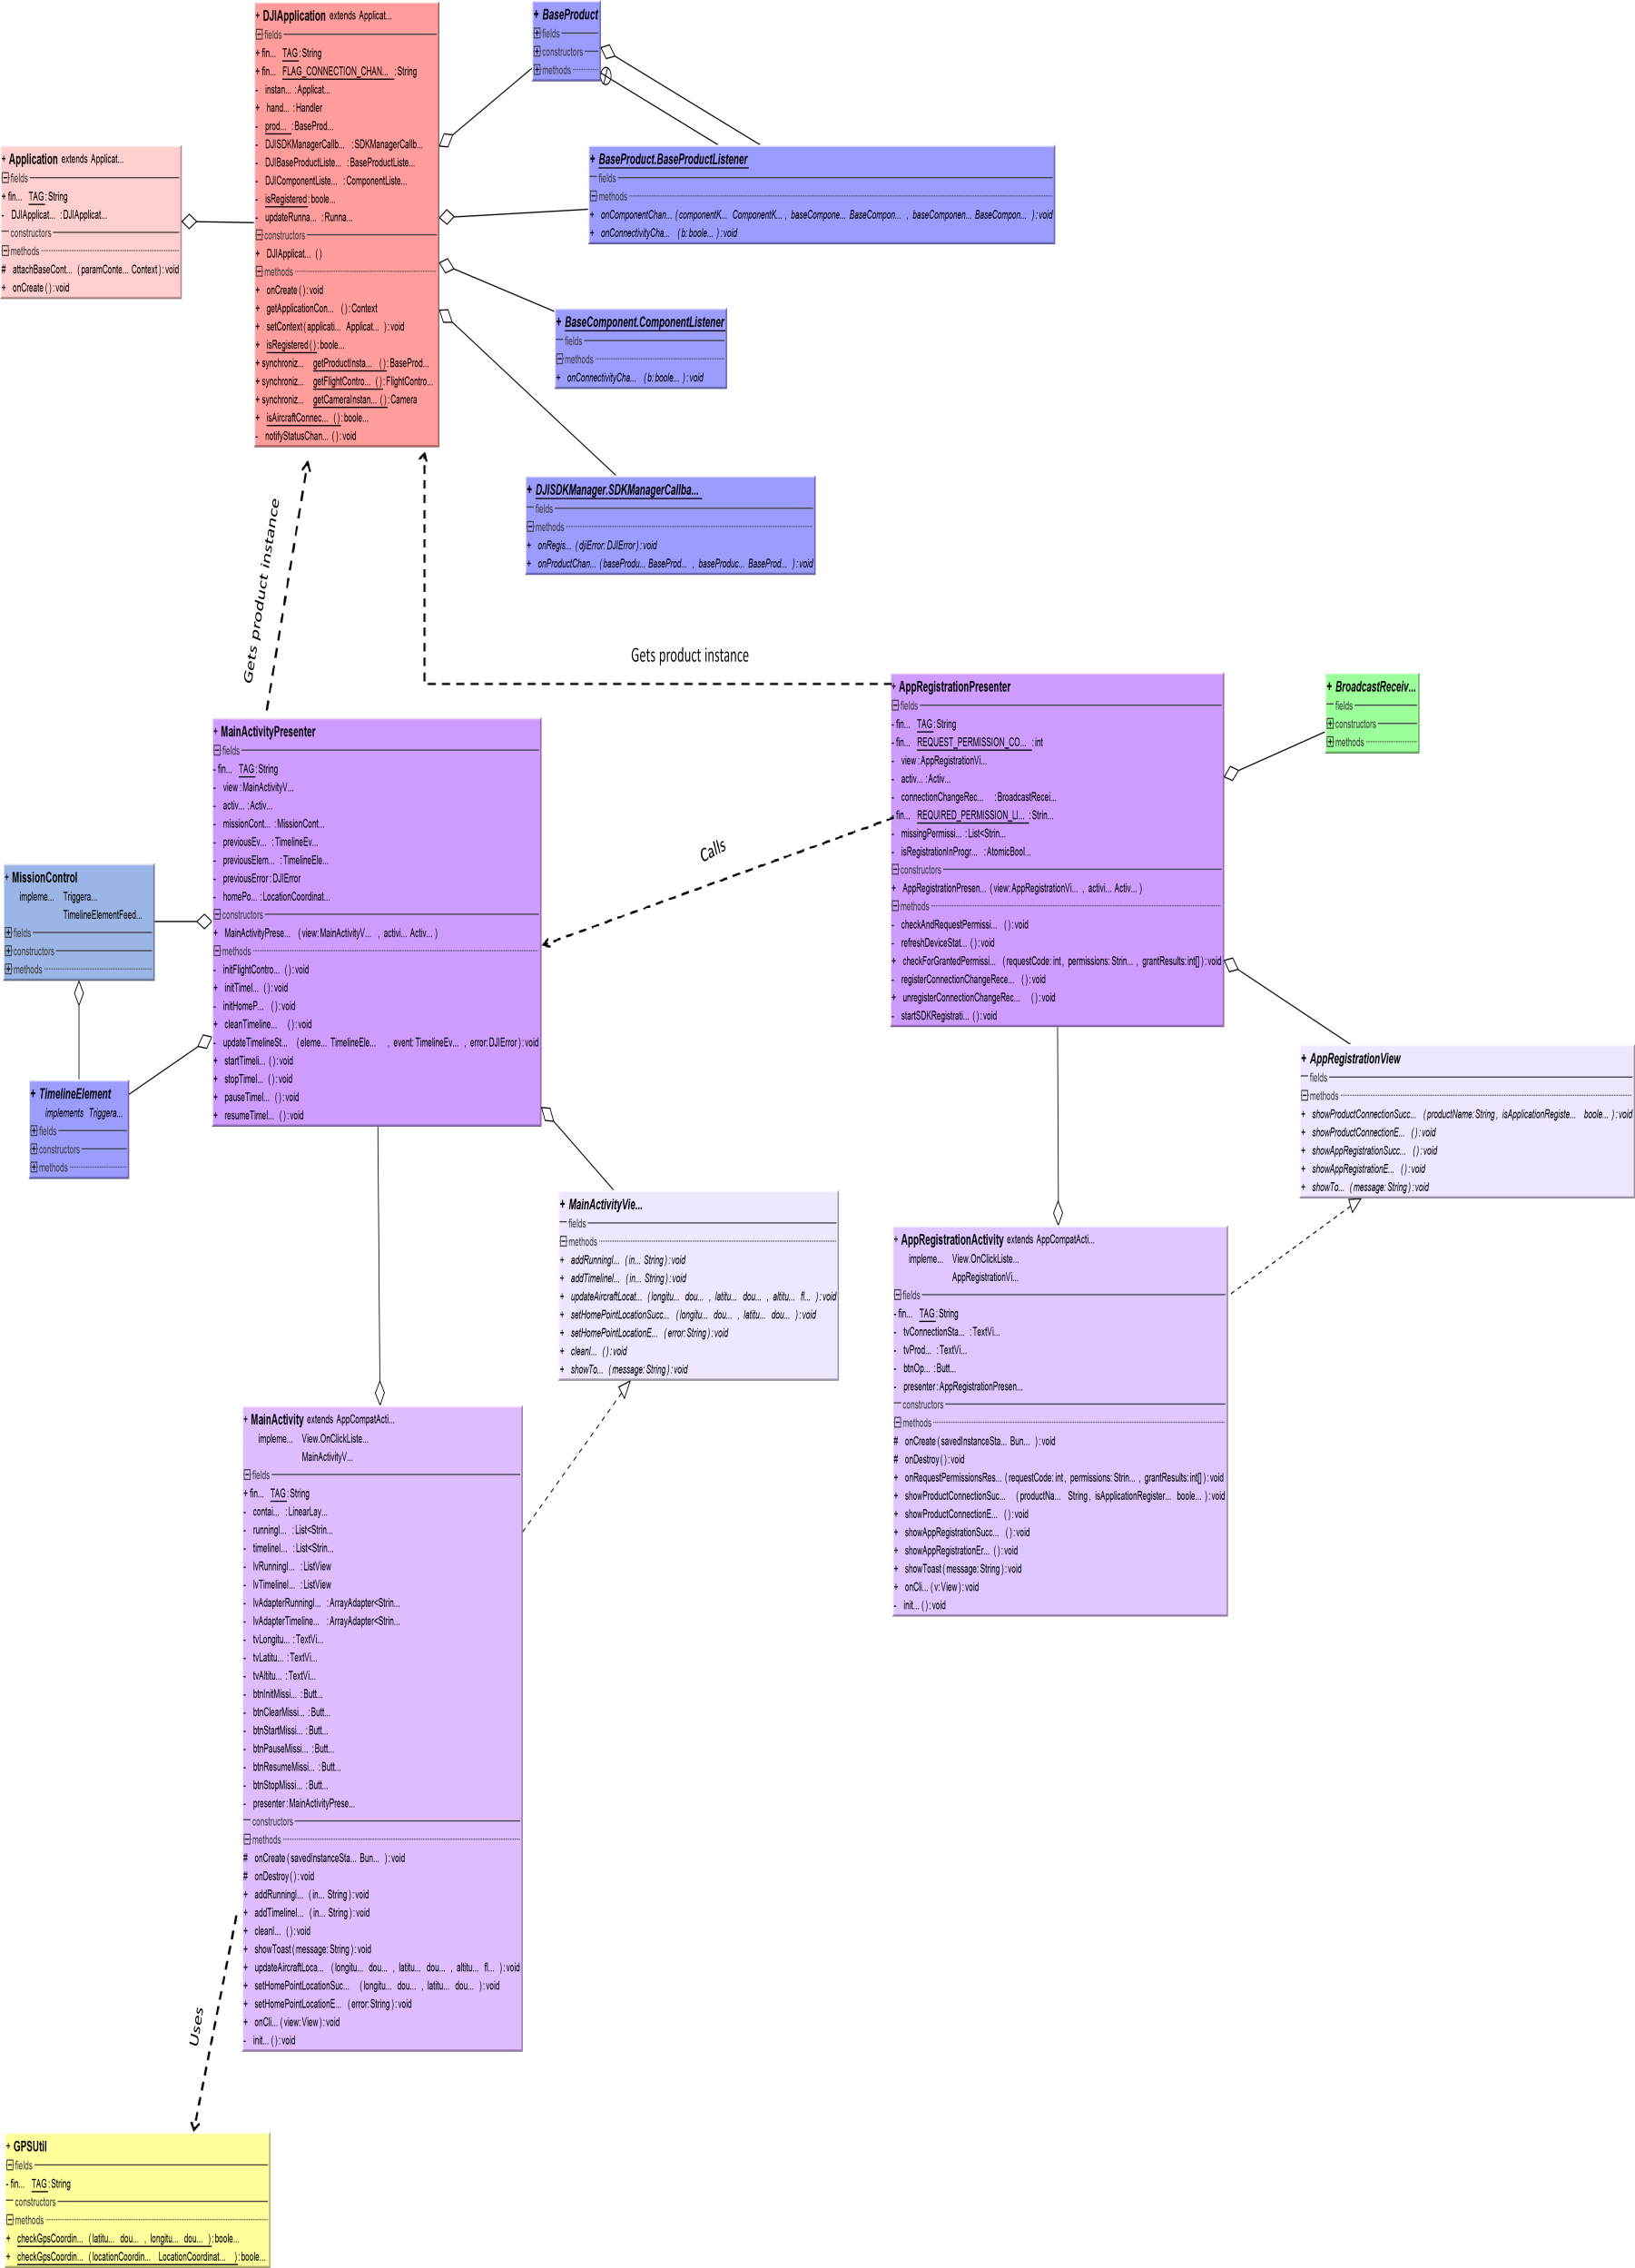 + DJIApplication extends Applicat...
fields
+ fin... TAG : String
+ fin... FLAG_CONNECTION_CHAN... : String
- instan... : Applicat...
+ hand... : Handler
- prod... : BaseProd...
- DJISDKManagerCallb... : SDKManagerCallb...
- DJIBaseProductListe... : BaseProductListe...
- DJIComponentListe... : ComponentListe...
- isRegistered : boole...
- updateRunna... : Runna...
constructors
+ DJIApplicat... ( )
methods
+ onCreate ( ) : void
+ getApplicationCon... ( ) : Context
+ setContext ( applicati... Applicat... ) : void
+ isRegistered ( ) : boole...
+ synchroniz... getProductInsta... ( ) : BaseProd...
+ synchroniz... getFlightContro... ( ) : FlightContro...
+ synchroniz... getCameraInstan... ( ) : Camera
+ isAircraftConnec... ( ) : boole...
- notifyStatusChan... ( ) : void
+ BaseProduct
fields
constructors
methods
+ Application extends Applicat...
fields
+ fin... TAG : String
- DJIApplicat... : DJIApplicat...
constructors
methods
# attachBaseCont... ( paramConte... Context ) : void
+ onCreate ( ) : void
+ BaseProduct.BaseProductListener
fields
methods
+ onComponentChan... ( componentK... ComponentK... , baseCompone... BaseCompon... , baseComponen... BaseCompon... ) : void
+ onConnectivityCha... ( b: boole... ) : void
+ BaseComponent.ComponentListener
fields
methods
+ onConnectivityCha... ( b: boole... ) : void
+ DJISDKManager.SDKManagerCallba...
fields
methods
+ onRegis... ( djiError: DJIError ) : void
+ onProductChan... ( baseProdu... BaseProd... , baseProduc... BaseProd... ) : void
Gets product instance
Gets product instance
+ AppRegistrationPresenter
fields
- fin... TAG : String
- fin... REQUEST_PERMISSION_CO... : int
- view : AppRegistrationVi...
- activ... : Activ...
- connectionChangeRec... : BroadcastRecei...
- fin... REQUIRED_PERMISSION_LI... : Strin...
- missingPermissi... : List<Strin...
- isRegistrationInProgr... : AtomicBool...
constructors
+ AppRegistrationPresen... ( view: AppRegistrationVi... , activi... Activ... )
methods
- checkAndRequestPermissi... ( ) : void
- refreshDeviceStat... ( ) : void
+ checkForGrantedPermissi... ( requestCode: int , permissions: Strin... , grantResults: int[] ) : void
- registerConnectionChangeRece... ( ) : void
+ unregisterConnectionChangeRec... ( ) : void
- startSDKRegistrati... ( ) : void
+ BroadcastReceiv...
fields
constructors
methods
+ MainActivityPresenter
fields
- fin... TAG : String
- view : MainActivityV...
- activ... : Activ...
- missionCont... : MissionCont...
- previousEv... : TimelineEv...
- previousElem... : TimelineEle...
- previousError : DJIError
- homePo... : LocationCoordinat...
constructors
+ MainActivityPrese... ( view: MainActivityV... , activi... Activ... )
methods
- initFlightContro... ( ) : void
+ initTimel... ( ) : void
- initHomeP... ( ) : void
+ cleanTimeline... ( ) : void
- updateTimelineSt... ( eleme... TimelineEle... , event: TimelineEv... , error: DJIError ) : void
+ startTimeli... ( ) : void
+ stopTimel... ( ) : void
+ pauseTimel... ( ) : void
+ resumeTimel... ( ) : void
Calls
+ MissionControl
impleme... Triggera...
TimelineElementFeed...
fields
constructors
methods
+ TimelineElement
implements Triggera...
fields
constructors
methods
+ AppRegistrationView
fields
methods
+ showProductConnectionSucc... ( productName: String , isApplicationRegiste... boole... ) : void
+ showProductConnectionE... ( ) : void
+ showAppRegistrationSucc... ( ) : void
+ showAppRegistrationE... ( ) : void
+ showTo... ( message: String ) : void
+ MainActivityVie...
fields
methods
+ addRunningI... ( in... String ) : void
+ addTimelineI... ( in... String ) : void
+ updateAircraftLocat... ( longitu... dou... , latitu... dou... , altitu... fl... ) : void
+ setHomePointLocationSucc... ( longitu... dou... , latitu... dou... ) : void
+ setHomePointLocationE... ( error: String ) : void
+ cleanI... ( ) : void
+ showTo... ( message: String ) : void
+ AppRegistrationActivity extends AppCompatActi...
impleme... View.OnClickListe...
AppRegistrationVi...
fields
- fin... TAG : String
- tvConnectionSta... : TextVi...
- tvProd... : TextVi...
- btnOp... : Butt...
- presenter : AppRegistrationPresen...
constructors
methods
# onCreate ( savedInstanceSta... Bun... ) : void
# onDestroy ( ) : void
+ onRequestPermissionsRes... ( requestCode: int , permissions: Strin... , grantResults: int[] ) : void
+ showProductConnectionSuc... ( productNa... String , isApplicationRegister... boole... ) : void
+ showProductConnectionE... ( ) : void
+ showAppRegistrationSucc... ( ) : void
+ showAppRegistrationEr... ( ) : void
+ showToast ( message: String ) : void
+ onCli... ( v: View ) : void
- init... ( ) : void
+ MainActivity extends AppCompatActi...
impleme... View.OnClickListe...
MainActivityV...
fields
+ fin... TAG : String
- contai... : LinearLay...
- runningI... : List<Strin...
- timelineI... : List<Strin...
- lvRunningI... : ListView
- lvTimelineI... : ListView
- lvAdapterRunningI... : ArrayAdapter<Strin...
- lvAdapterTimeline... : ArrayAdapter<Strin...
- tvLongitu... : TextVi...
- tvLatitu... : TextVi...
- tvAltitu... : TextVi...
- btnInitMissi... : Butt...
- btnClearMissi... : Butt...
- btnStartMissi... : Butt...
- btnPauseMissi... : Butt...
- btnResumeMissi... : Butt...
- btnStopMissi... : Butt...
- presenter : MainActivityPrese...
constructors
methods
# onCreate ( savedInstanceSta... Bun... ) : void
# onDestroy ( ) : void
+ addRunningI... ( in... String ) : void
+ addTimelineI... ( in... String ) : void
+ cleanI... ( ) : void
+ showToast ( message: String ) : void
+ updateAircraftLoca... ( longitu... dou... , latitu... dou... , altitu... fl... ) : void
+ setHomePointLocationSuc... ( longitu... dou... , latitu... dou... ) : void
+ setHomePointLocationE... ( error: String ) : void
+ onCli... ( view: View ) : void
- init... ( ) : void
Uses
+ GPSUtil
fields
- fin... TAG : String
constructors
methods
+ checkGpsCoordin... ( latitu... dou... , longitu... dou... ) : boole...
+ checkGpsCoordin... ( locationCoordin... LocationCoordinat... ) : boole...